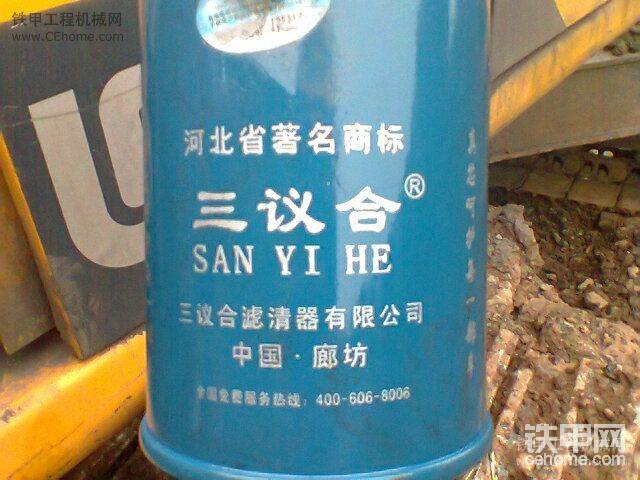 铁甲工程机械网
www.CEhome.com
河北省著名商标
三议合®
SAN YI HE
三议合滤清器有限公司
中国·廊坊
全国免费服务热线：400-606-8006
铁甲网
cehome.com